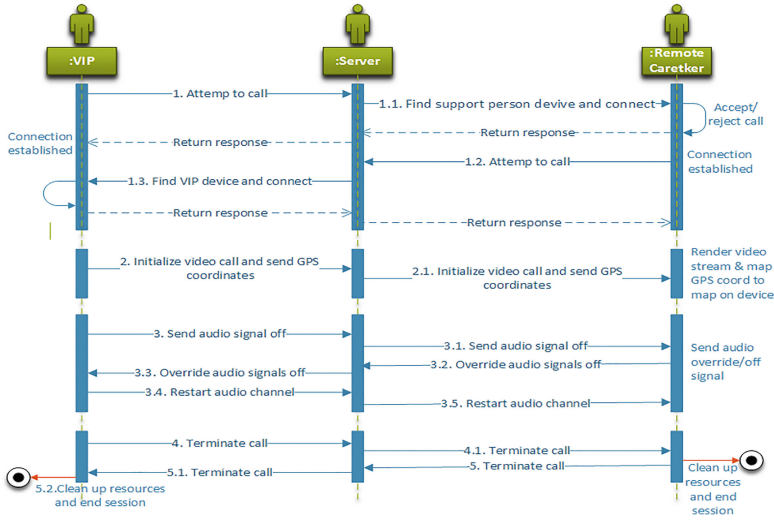 :VIP
:Server
:Remote
Caretker
1. Attemp to call
1.1. Find support person devive and connect
Accept/
reject call
Return response
Return response
Connection
established
1.2. Attemp to call
Connection
established
1.3. Find VIP device and connect
Return response
Return response
2. Initialize video call and send GPS
coordinates
2.1. Initialize video call and send GPS
coordinates
Render video
stream & map
GPS coord to
map on device
3. Send audio signal off
3.1. Send audio signal off
3.2. Override audio signals off
3.3. Override audio signals off
3.4. Restart audio channel
3.5. Restart audio channel
Send audio
override/off
signal
4. Terminate call
4.1. Terminate call
5. Terminate call
5.1. Terminate call
5.2.Clean up resources
and end session
Clean up
resources
and end
session